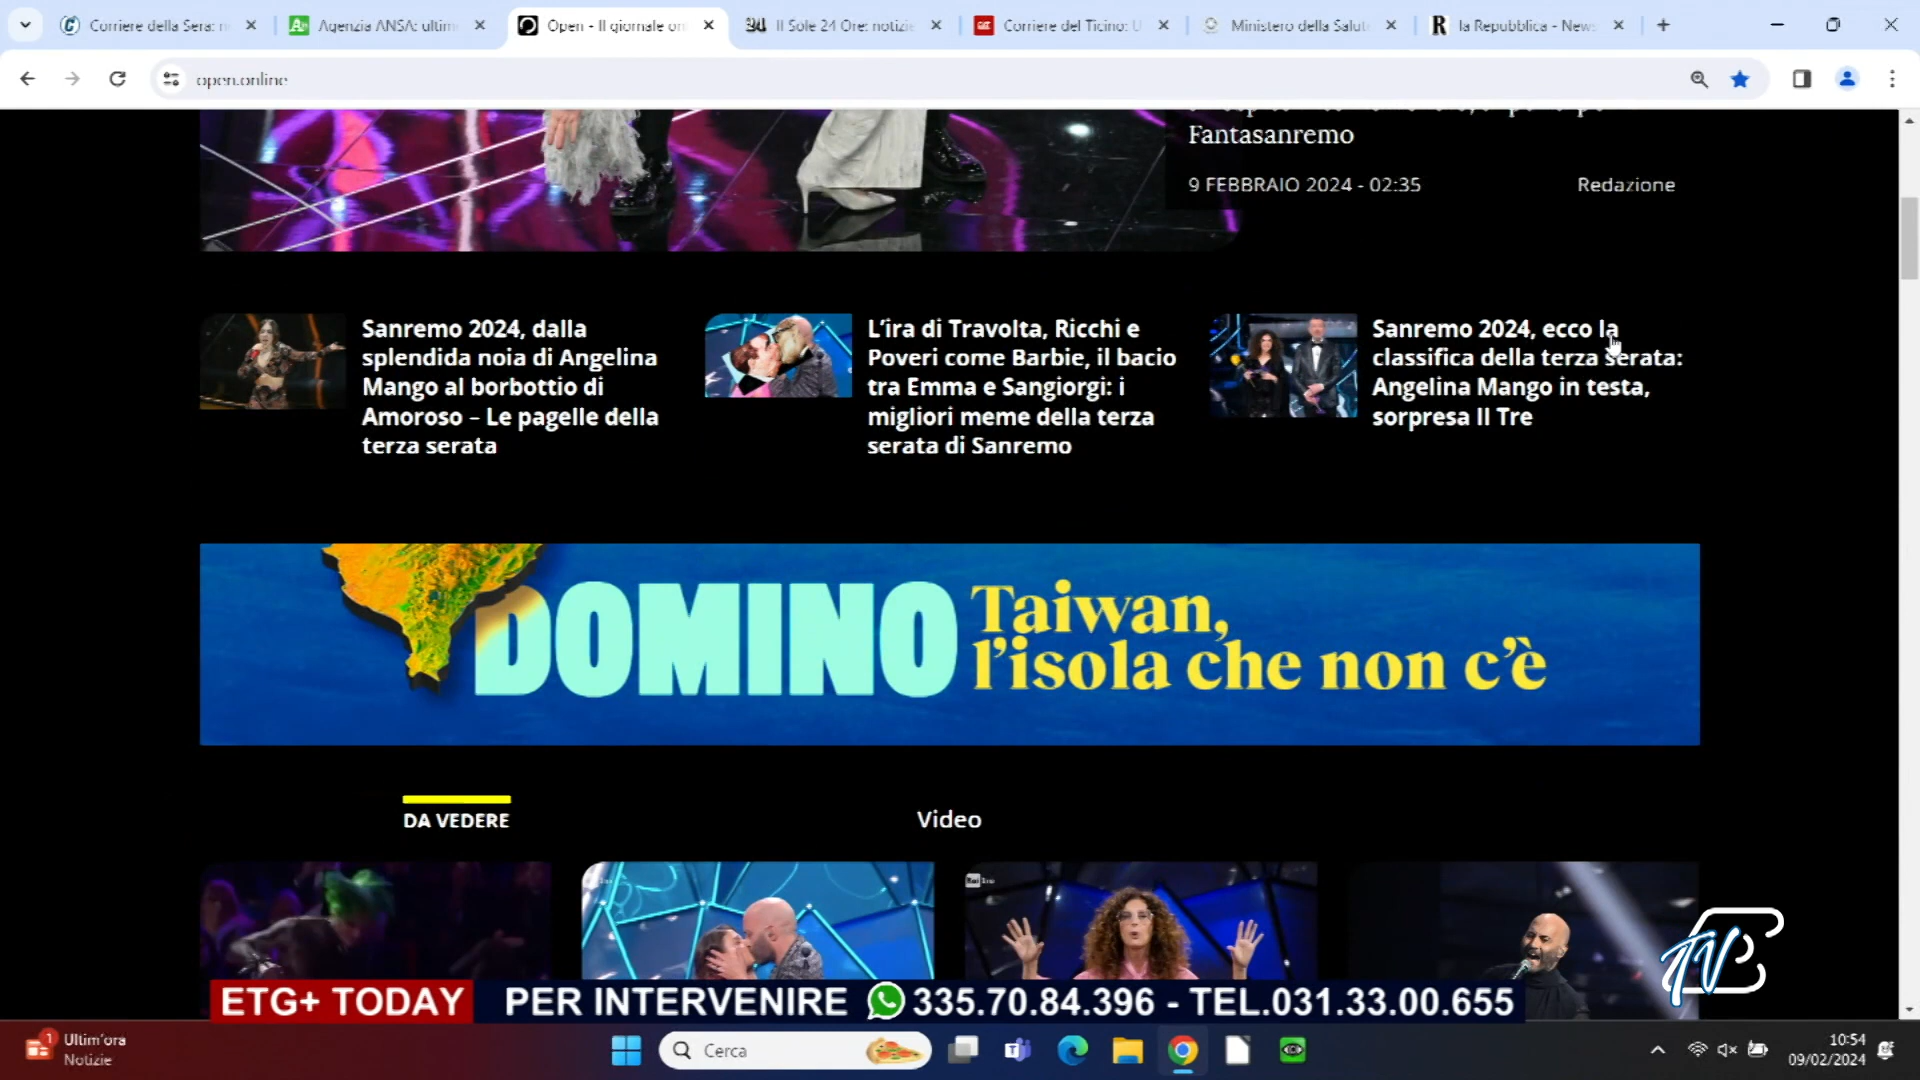 Corriere della Sera: n
Agenzia ANSA: ultim
Open - Il giornale on
Il Sole 24 Ore: notizie
Corriere del Ticino: U
Ministero della Salut
la Repubblica - News
open.online
Fantasanremo
9 FEBBRAIO 2024 - 02:35
Redazione
Sanremo 2024, dalla
splendida noia di Angelina
Mango al borbottio di
Amoroso – Le pagelle della
terza serata
L'ira di Travolta, Ricchi e
Poveri come Barbie, il bacio
tra Emma e Sangiorgi: i
migliori meme della terza
serata di Sanremo
Sanremo 2024, ecco la
classifica della terza serata:
Angelina Mango in testa,
sorpresa Il Tre
DOMINO
Taiwan,
l'isola che non c'è
DA VEDERE
Video
ETG+ TODAY
PER INTERVENIRE 335.70.84.396 - TEL.031.33.00.655
1
Ultim'ora
Notizie
Cerca
10:54
09/02/2024